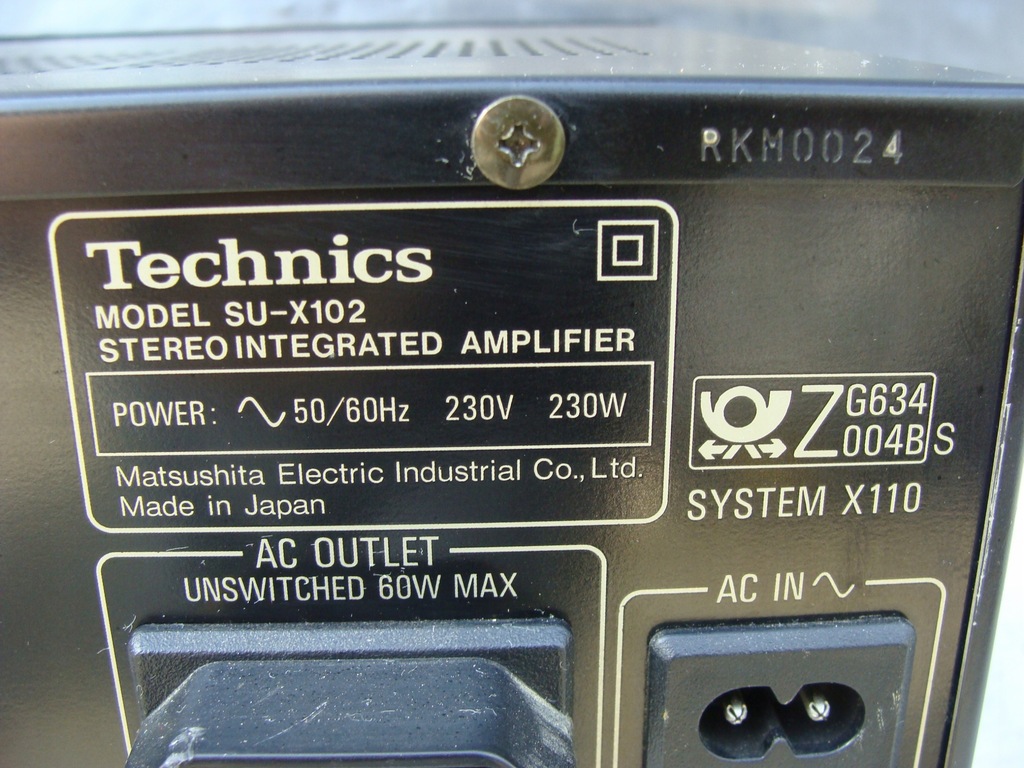 RKM0024
Technics
MODEL SU-X102
STEREO INTEGRATED AMPLIFIER
POWER: 50/60Hz 230V 230W
Matsushita Electric Industrial Co., Ltd.
Made in Japan
Z G634
004B S
SYSTEM X110
AC OUTLET
UNSWITCHED 60W MAX
AC IN